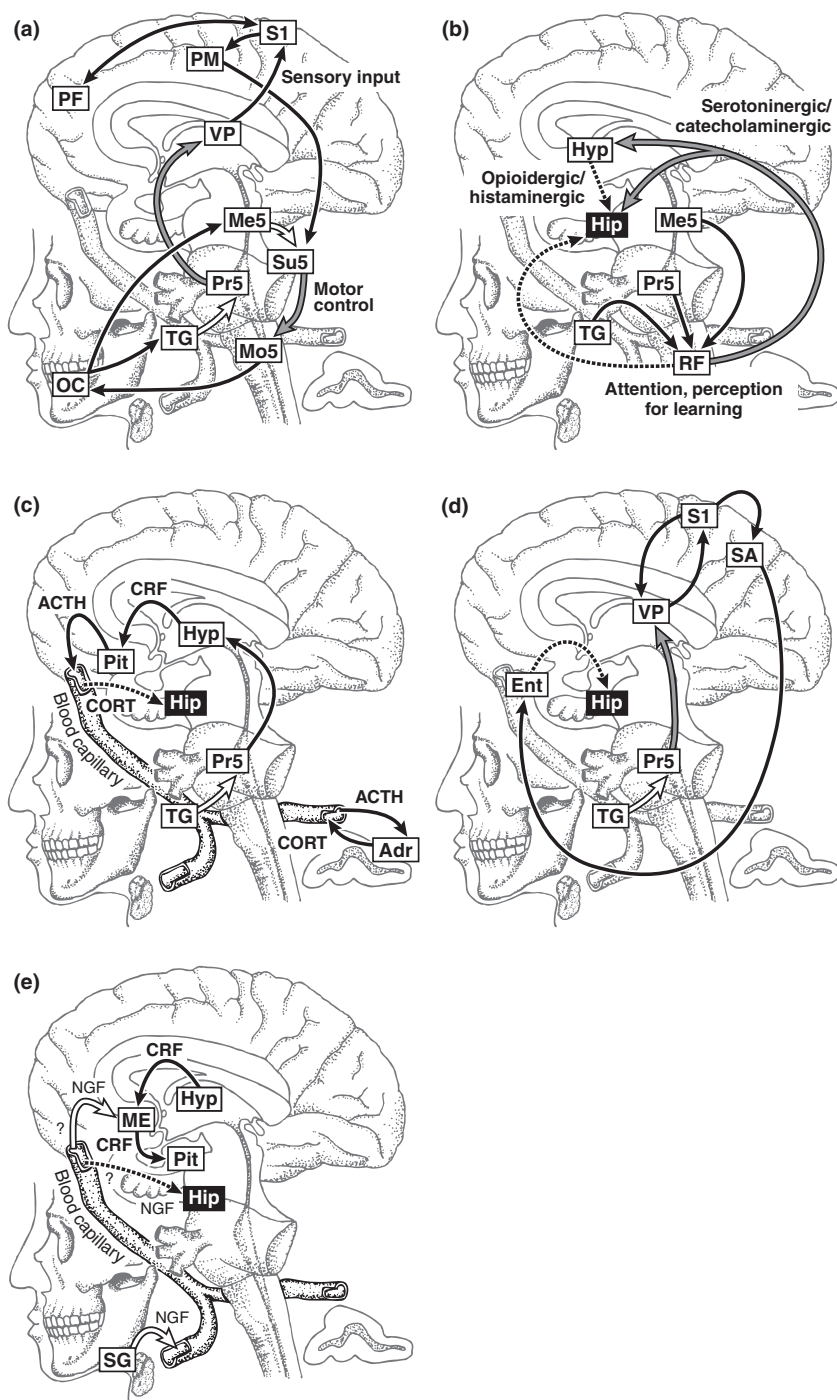 (a)
S1
PM
PF
Sensory input
VP
Me5
Su5
Pr5
Motor
control
TG
Mo5
OC
(b)
Serotoninergic/
catecholaminergic
Hyp
Opioidergic/
histaminergic
Hip
Me5
Pr5
TG
RF
Attention, perception
for learning
(c)
CRF
ACTH
Hyp
Pit
CORT
Hip
Blood capillary
Pr5
TG
ACTH
CORT
Adr
(d)
S1
SA
VP
Ent
Hip
Pr5
TG
(e)
CRF
NGF
Hyp
ME
?
CRF
Pit
?
Hip
NGF
Blood capillary
NGF
SG